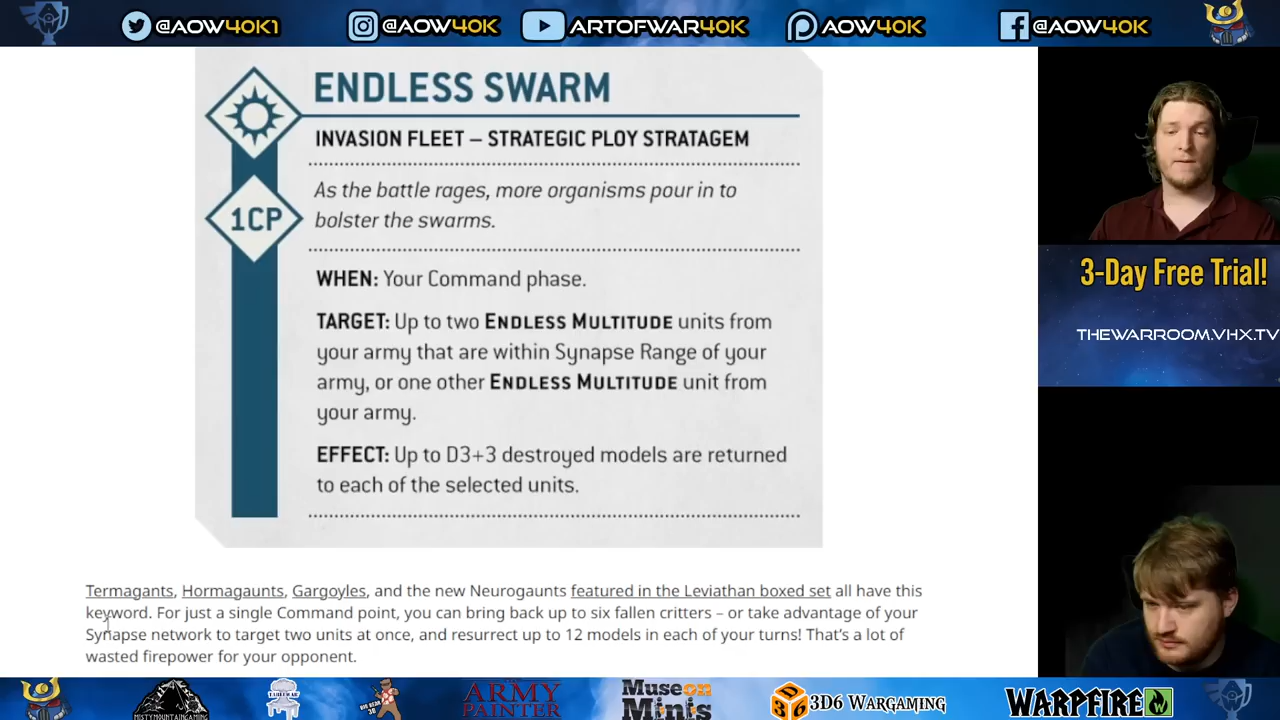 @AOW40K1
@AOW40K
ARTOFWAR40K
AOW40K
@AOW40K
ENDLESS SWARM
INVASION FLEET – STRATEGIC PLOY STRATAGEM
As the battle rages, more organisms pour in to
bolster the swarms.
1CP
WHEN: Your Command phase.
TARGET: Up to two ENDLESS MULTITUDE units from
your army that are within Synapse Range of your
army, or one other ENDLESS MULTITUDE unit from
your army.
EFFECT: Up to D3+3 destroyed models are returned
to each of the selected units.
Termagants, Hormagaunts, Gargoyles, and the new Neurogaunts featured in the Leviathan boxed set all have this
keyword. For just a single Command point, you can bring back up to six fallen critters – or take advantage of your
Synapse network to target two units at once, and resurrect up to 12 models in each of your turns! That's a lot of
wasted firepower for your opponent.
3-Day Free Trial!
THEWARROOM.VHX.TV
MISTYMOUNTAINGAMING
ARMY
PAINTER
MUSE ON
MINIS
3D6 WARGAMING
WARPFIRE